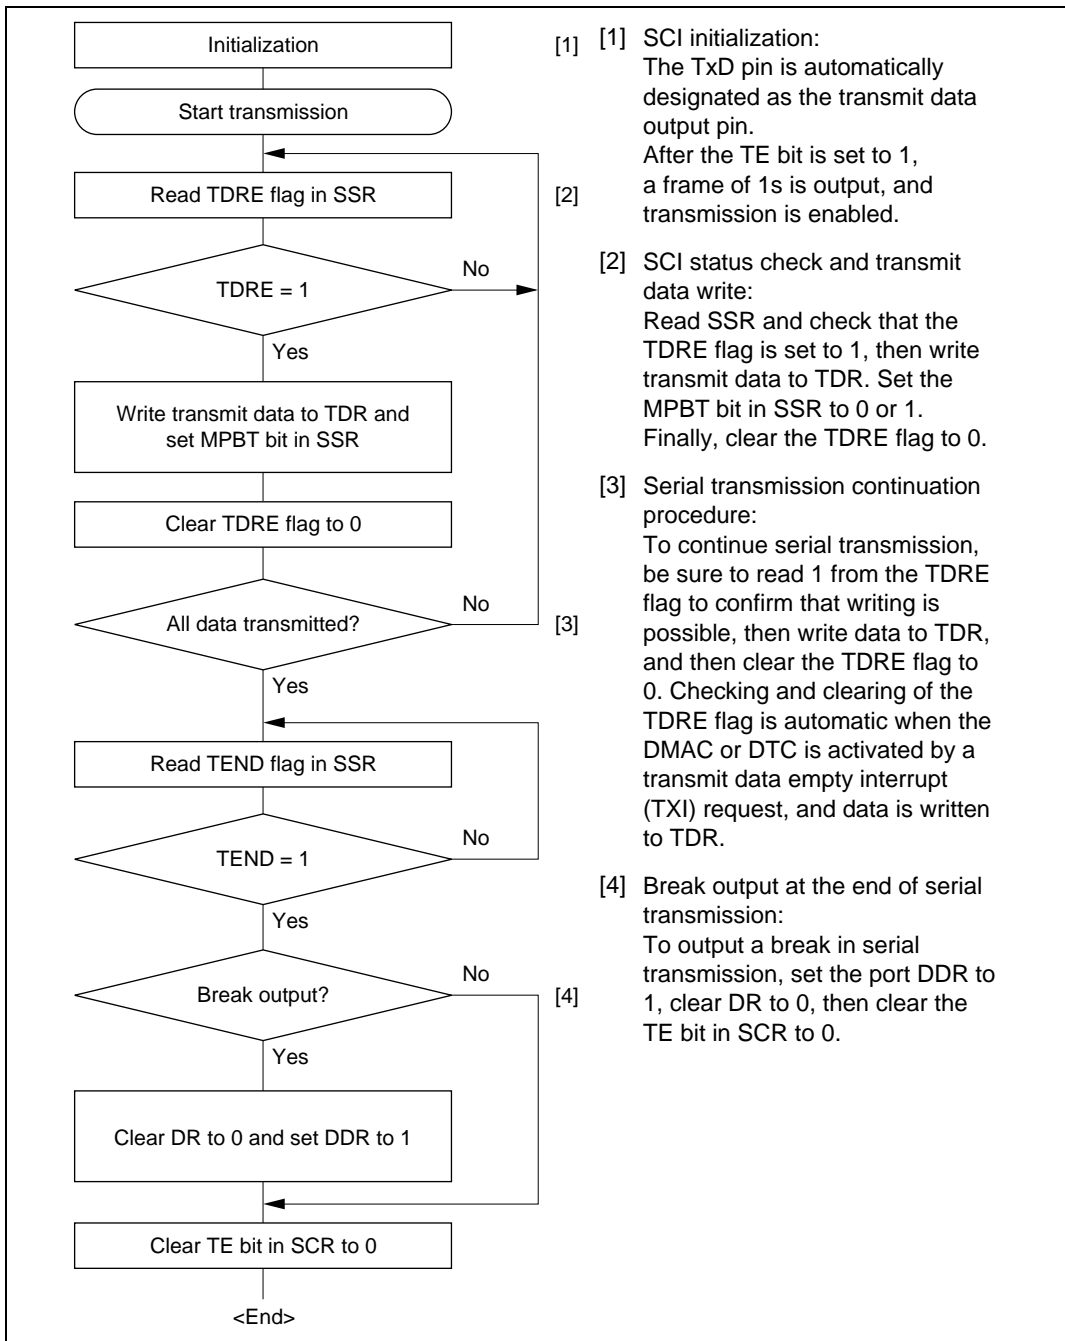 Initialization
[1]
Start transmission
Read TDRE flag in SSR
[2]
TDRE = 1
No
Yes
Write transmit data to TDR and
set MPBT bit in SSR
Clear TDRE flag to 0
All data transmitted?
No
[3]
Yes
Read TEND flag in SSR
TEND = 1
No
Yes
Break output?
No
[4]
Yes
Clear DR to 0 and set DDR to 1
Clear TE bit in SCR to 0
<End>
[1] SCI initialization:
The TxD pin is automatically
designated as the transmit data
output pin.
After the TE bit is set to 1,
a frame of 1s is output, and
transmission is enabled.
[2] SCI status check and transmit
data write:
Read SSR and check that the
TDRE flag is set to 1, then write
transmit data to TDR. Set the
MPBT bit in SSR to 0 or 1.
Finally, clear the TDRE flag to 0.
[3] Serial transmission continuation
procedure:
To continue serial transmission,
be sure to read 1 from the TDRE
flag to confirm that writing is
possible, then write data to TDR,
and then clear the TDRE flag to
0. Checking and clearing of the
TDRE flag is automatic when the
DMAC or DTC is activated by a
transmit data empty interrupt
(TXI) request, and data is written
to TDR.
[4] Break output at the end of serial
transmission:
To output a break in serial
transmission, set the port DDR to
1, clear DR to 0, then clear the
TE bit in SCR to 0.